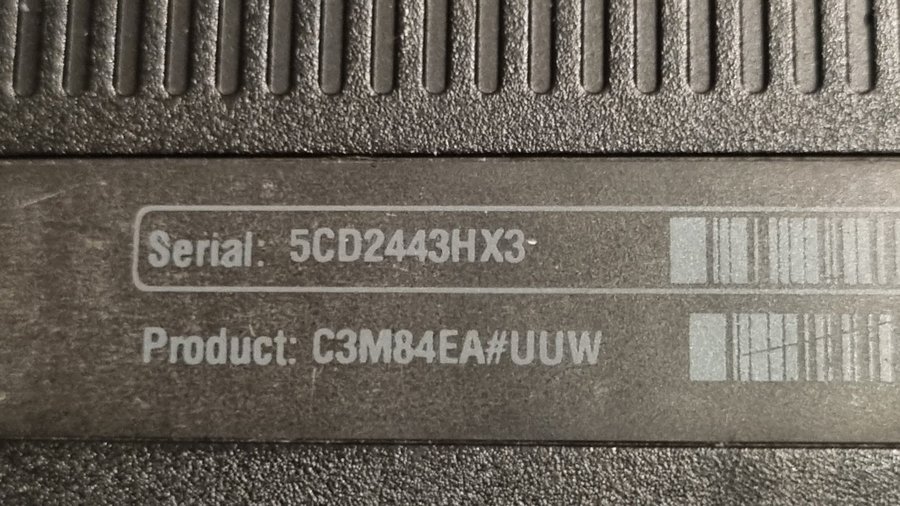 Serial: 5CD2443HX3
Product: C3M84EA#UUW